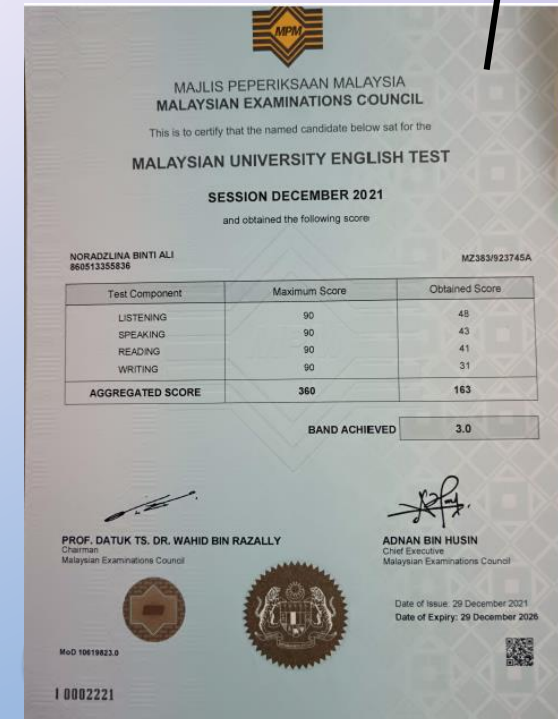 MPM
MAJLIS PEPERIKSAAN MALAYSIA
MALAYSIAN EXAMINATIONS COUNCIL
This is to certify that the named candidate below sat for the
MALAYSIAN UNIVERSITY ENGLISH TEST
SESSION DECEMBER 2021
and obtained the following score
NORADZLINA BINTI ALI
860513355836 MZ383/923745A
Test Component Maximum Score Obtained Score
LISTENING 90 48
SPEAKING 90 43
READING 90 41
WRITING 90 31
AGGREGATED SCORE 360 163
BAND ACHIEVED 3.0
PROF. DATUK TS. DR. WAHID BIN RAZALLY
Chairman
Malaysian Examinations Council
ADNAN BIN HUSIN
Chief Executive
Malaysian Examinations Council
Date of Issue: 29 December 2021
Date of Expiry: 29 December 2026
MoD 10619823.0
I 0002221